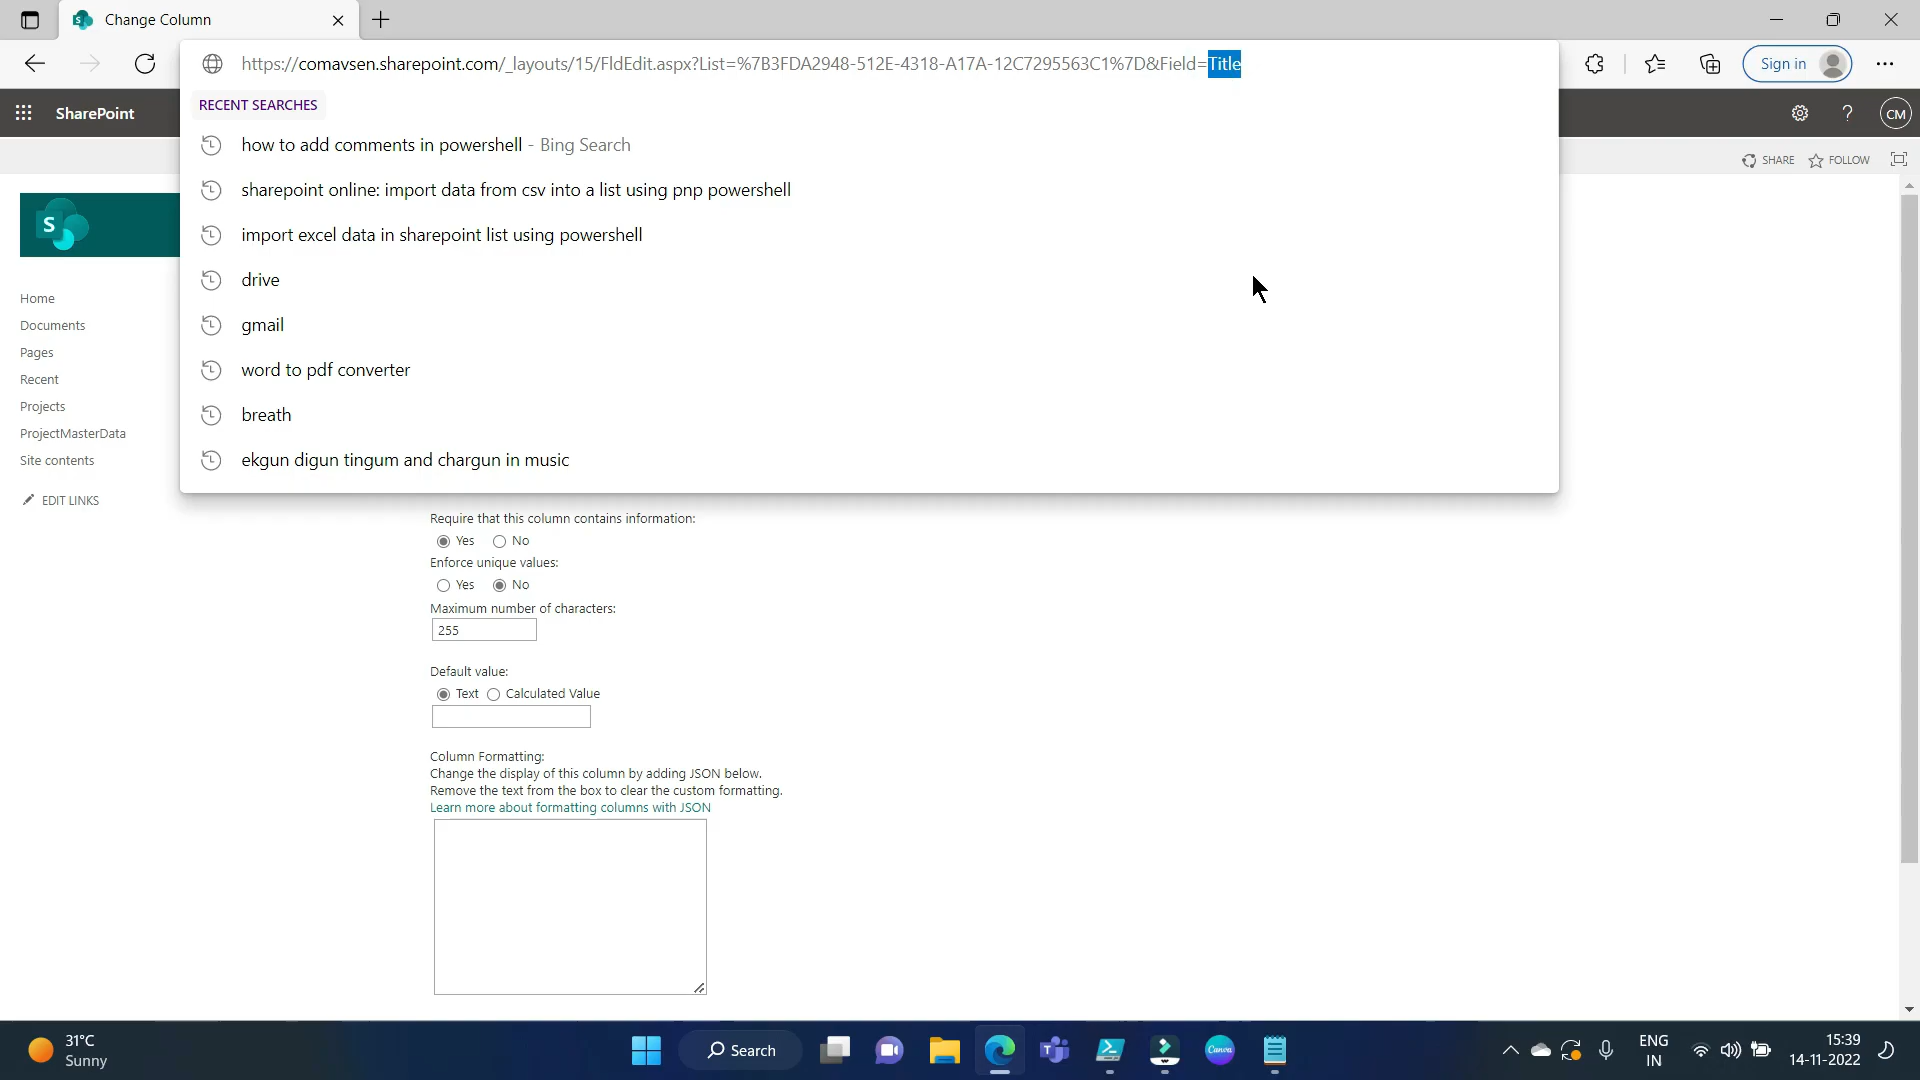 Change Column
https://comavsen.sharepoint.com/_layouts/15/FldEdit.aspx?List=%7B3FDA2948-512E-4318-A17A-12C7295563C1%7D&Field=Title
Sign in
SharePoint
RECENT SEARCHES
?
CM
how to add comments in powershell - Bing Search
SHARE
FOLLOW
sharepoint online: import data from csv into a list using pnp powershell
S
import excel data in sharepoint list using powershell
drive
Home
gmail
Documents
Pages
word to pdf converter
Recent
Projects
breath
ProjectMasterData
Site contents
ekgun digun tingum and chargun in music
EDIT LINKS
Require that this column contains information:
Yes No
Enforce unique values:
Yes No
Maximum number of characters:
255
Default value:
Text Calculated Value
Column Formatting:
Change the display of this column by adding JSON below.
Remove the text from the box to clear the custom formatting.
Learn more about formatting columns with JSON
31°C
Sunny
Search
Canva
ENG
IN
15:39
14-11-2022